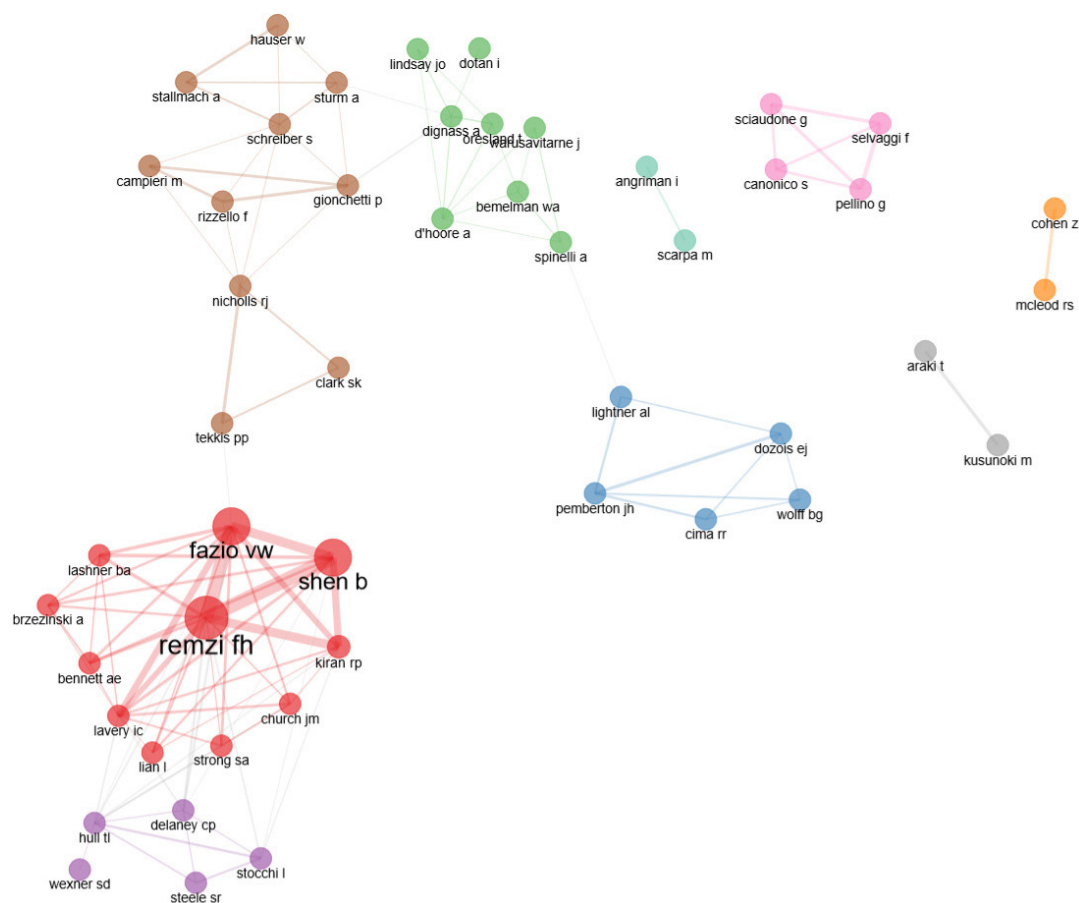 hauser w
lindsay jo
dotan i
stallmach a
sturm a
sciaudone g
selvaggi f
dignass a
oresland t
warusavitarne j
schreiber s
campieri m
rizzello f
gionchetti p
angriman i
canonico s
pellino g
bemelman wa
d'hoore a
spinelli a
scarpa m
cohen z
nicholls rj
mcleod rs
clark sk
araki t
tekkis pp
lightner al
dozois ej
kusunoki m
pemberton jh
cima rr
wolff bg
fazio vw
lashner ba
shen b
brzezinski a
remzi fh
kiran rp
bennett ae
lavery ic
church jm
lian l
strong sa
hull tl
delaney cp
wexner sd
steele sr
stocchi l